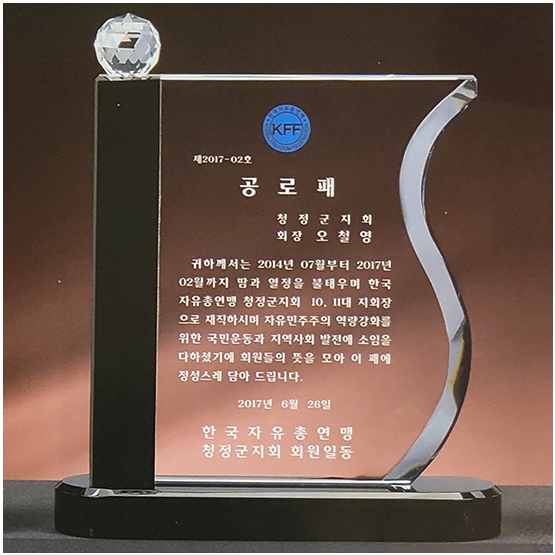 KFF
제2017-02호
공로패
청정군지회
회장 오철영
귀하께서는 2014년 07월부터 2017년
02월까지 땀과 열정을 불태우며 한국
자유총연맹 청정군지회 10, 11대 지회장
으로 재직하시며 자유민주주의 역량강화를
위한 국민운동과 지역사회 발전에 소임을
다하셨기에 회원들의 뜻을 모아 이 패에
정성스레 담아 드립니다.
2017년 6월 26일
한국자유총연맹
청정군지회 회원일동